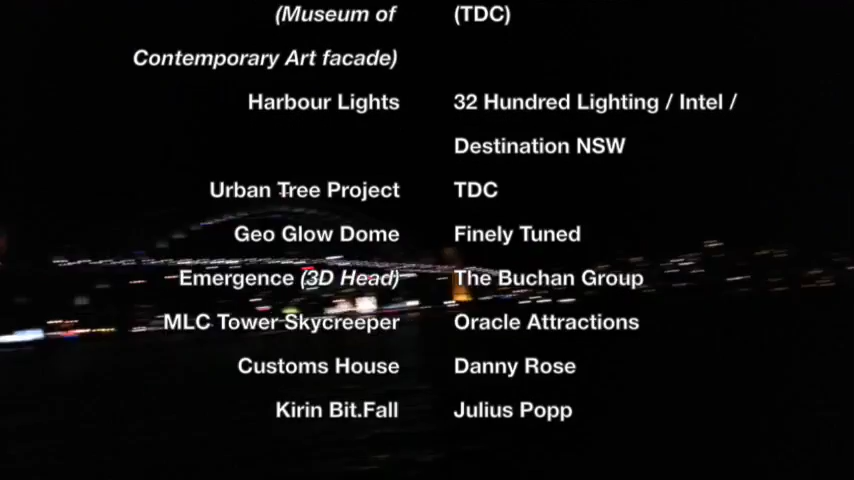 (Museum of (TDC)
Contemporary Art facade)
Harbour Lights 32 Hundred Lighting / Intel /
Destination NSW
Urban Tree Project TDC
Geo Glow Dome Finely Tuned
Emergence (3D Head) The Buchan Group
MLC Tower Skycreeper Oracle Attractions
Customs House Danny Rose
Kirin Bit.Fall Julius Popp